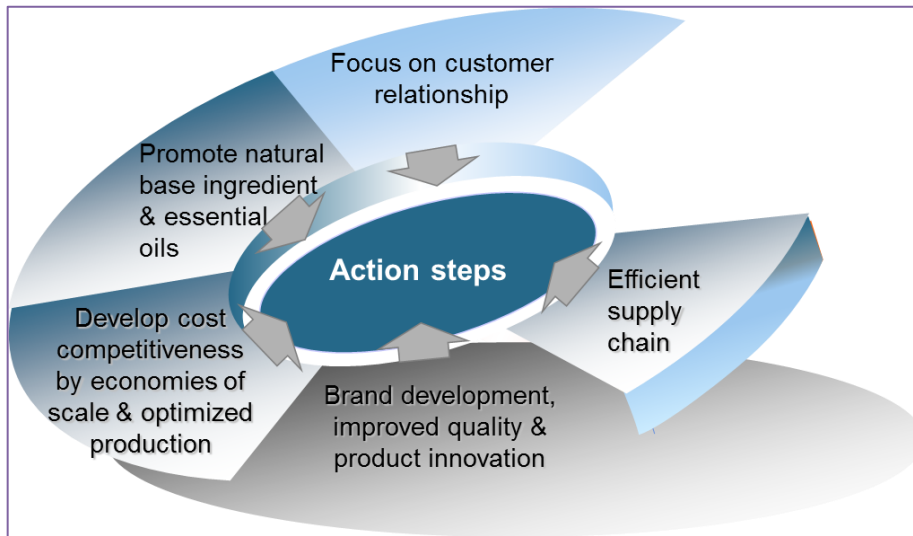 Focus on customer
relationship
Promote natural
base ingredient
& essential
oils
Action steps
Efficient
supply
chain
Develop cost
competitiveness
by economies of
scale & optimized
production
Brand development,
improved quality &
product innovation